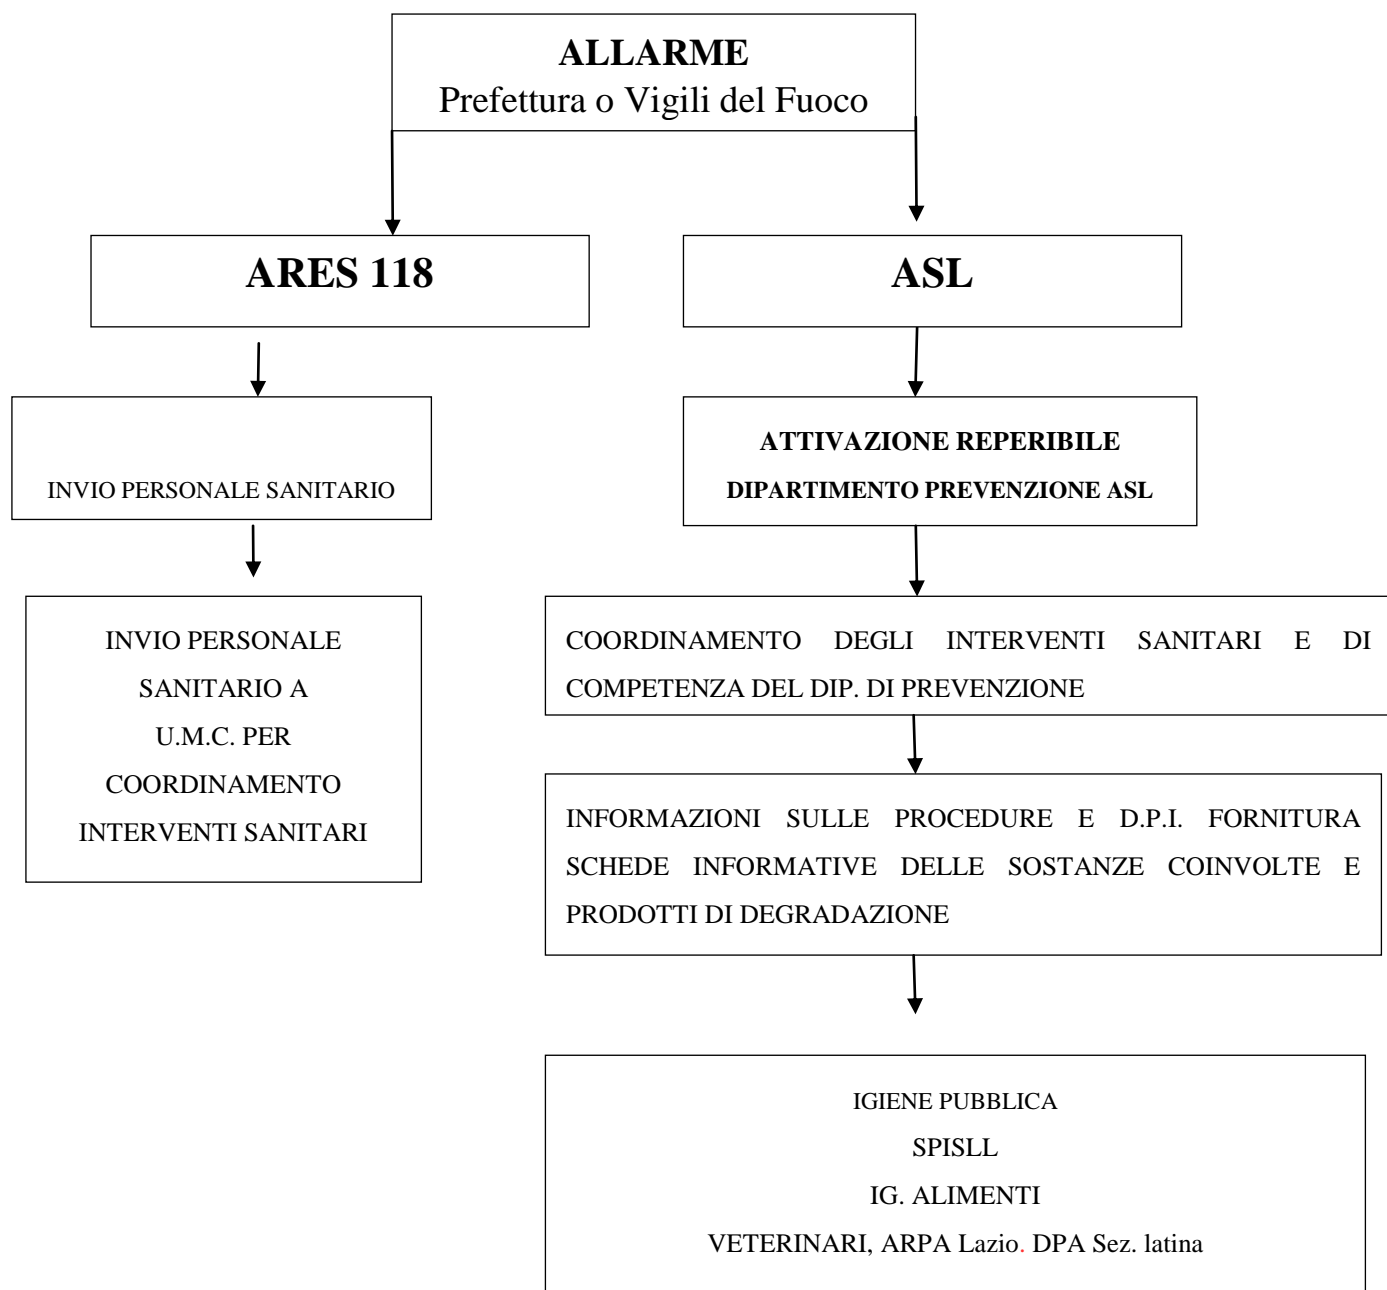 ALLARME
Prefettura o Vigili del Fuoco
ARES 118
ASL
INVIO PERSONALE SANITARIO
ATTIVAZIONE REPERIBILE
DIPARTIMENTO PREVENZIONE ASL
INVIO PERSONALE
SANITARIO A
U.M.C. PER
COORDINAMENTO
INTERVENTI SANITARI
COORDINAMENTO DEGLI INTERVENTI SANITARI E DI
COMPETENZA DEL DIP. DI PREVENZIONE
INFORMAZIONI SULLE PROCEDURE E D.P.I. FORNITURA
SCHEDE INFORMATIVE DELLE SOSTANZE COINVOLTE E
PRODOTTI DI DEGRADAZIONE
IGIENE PUBBLICA
SPISLL
IG. ALIMENTI
VETERINARI, ARPA Lazio. DPA Sez. latina